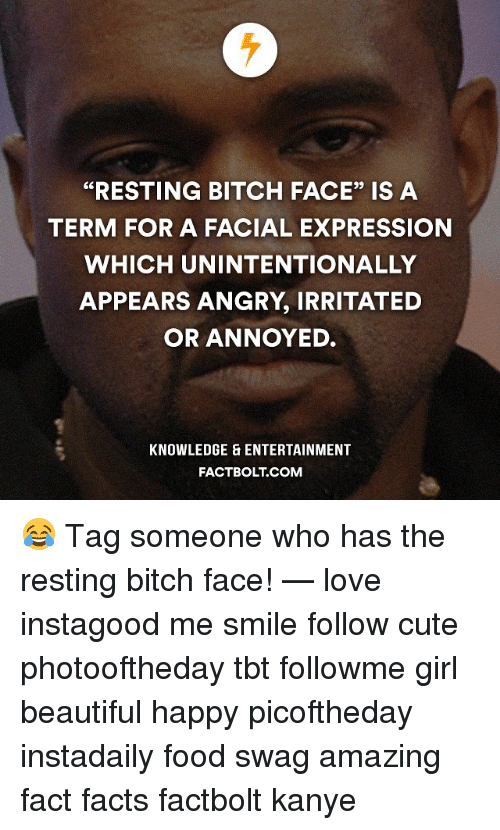 “RESTING BITCH FACE” IS A
TERM FOR A FACIAL EXPRESSION
WHICH UNINTENTIONALLY
APPEARS ANGRY, IRRITATED
OR ANNOYED.
KNOWLEDGE & ENTERTAINMENT
FACTBOLT.COM
😂 Tag someone who has the
resting bitch face! — love
instagood me smile follow cute
photooftheday tbt followme girl
beautiful happy picoftheday
instadaily food swag amazing
fact facts factbolt kanye